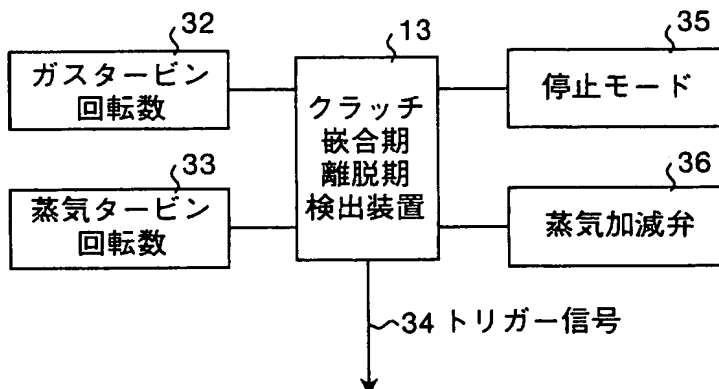 32
ガスタービン
回転数
33
蒸気タービン
回転数
13
クラッチ
嵌合期
離脱期
検出装置
35
停止モード
36
蒸気加減弁
34 トリガー信号